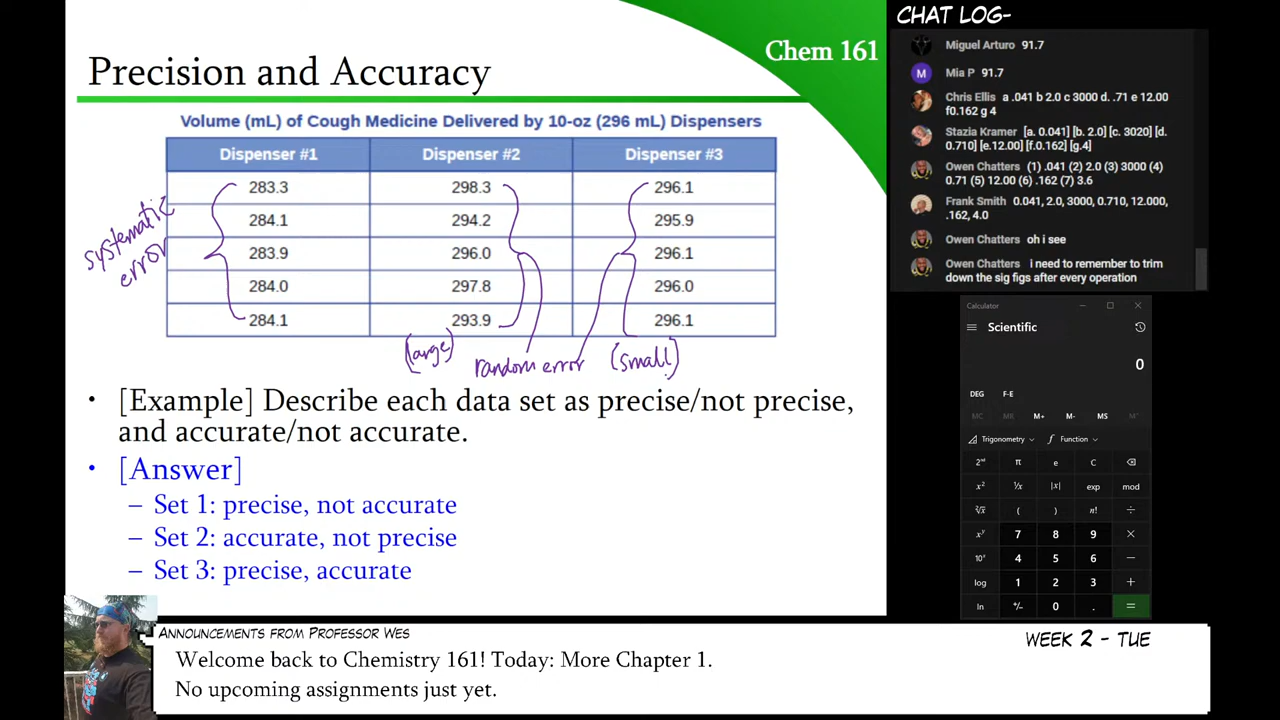 Precision and Accuracy
Chem 161
Volume (mL) of Cough Medicine Delivered by 10-oz (296 mL) Dispensers
Dispenser #1 Dispenser #2 Dispenser #3
283.3 298.3 296.1
284.1 294.2 295.9
283.9 296.0 296.1
284.0 297.8 296.0
284.1 293.9 296.1
systematic
error
(large)
random error
(small)
• [Example] Describe each data set as precise/not precise,
and accurate/not accurate.
• [Answer]
– Set 1: precise, not accurate
– Set 2: accurate, not precise
– Set 3: precise, accurate
CHAT LOG-
Miguel Arturo 91.7
M Mia P 91.7
Chris Ellis a .041 b 2.0 c 3000 d. .71 e 12.00
f0.162 g 4
Stazia Kramer [a. 0.041] [b. 2.0] [c. 3020] [d.
0.710] [e.12.00] [f.0.162] [g.4]
Owen Chatters (1) .041 (2) 2.0 (3) 3000 (4)
0.71 (5) 12.00 (6) .162 (7) 3.6
Frank Smith 0.041, 2.0, 3000, 0.710, 12.000,
.162, 4.0
Owen Chatters oh i see
Owen Chatters i need to remember to trim
down the sig figs after every operation
Calculator
Scientific
0
DEG F-E
MC MR M+ M- MS M˅
Trigonometry Function
2ⁿᵈ π e C
x² ¹/x |x| exp mod
²√x ( ) n! ÷
xʸ 7 8 9 ×
10ˣ 4 5 6 −
log 1 2 3 +
ln +/- 0 . =
ANNOUNCEMENTS FROM PROFESSOR WES
WEEK 2 - TUE
Welcome back to Chemistry 161! Today: More Chapter 1.
No upcoming assignments just yet.